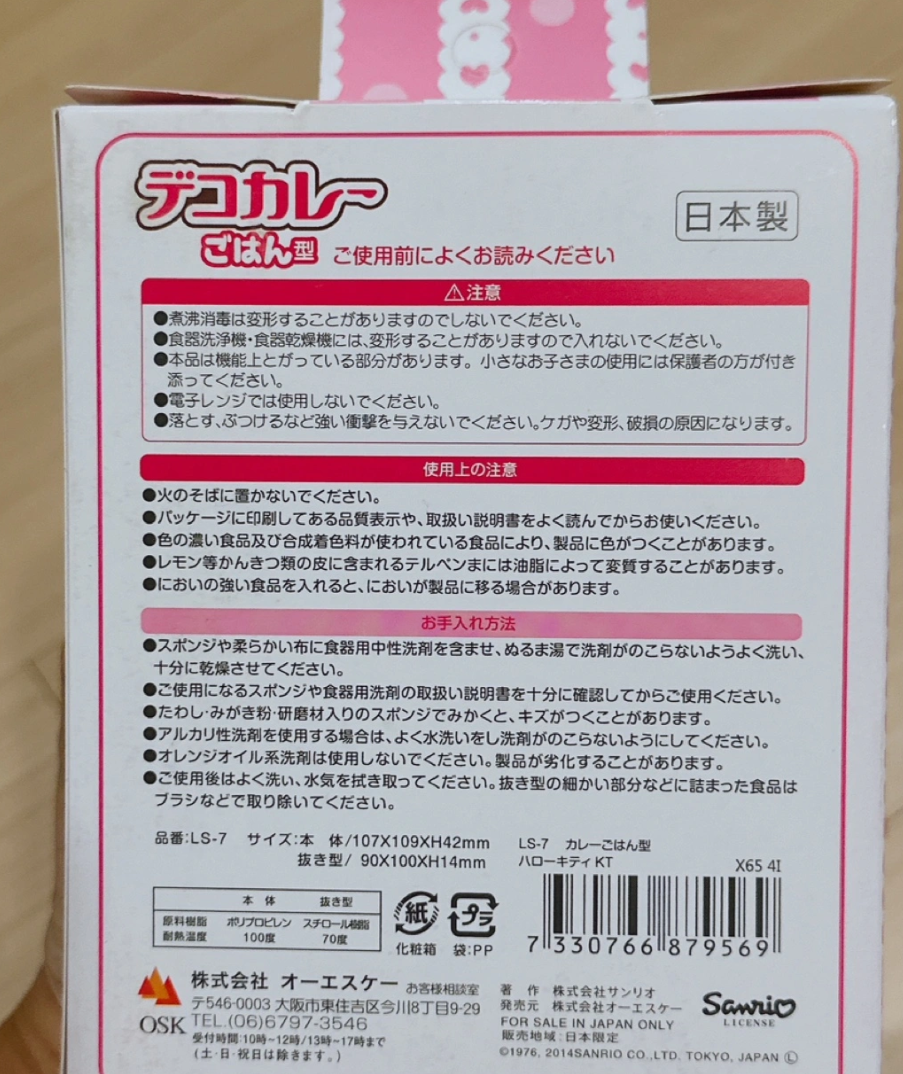 デコカレー
ごはん型 ご使用前によくお読みください
日本製
⚠注意
●煮沸消毒は変形することがありますのでしないでください。
●食器洗浄機・食器乾燥機には、変形することがありますので入れないでください。
●本品は機能上とがっている部分があります。小さなお子さまの使用には保護者の方が付き
添ってください。
●電子レンジでは使用しないでください。
●落とす、ぶつけるなど強い衝撃を与えないでください。ケガや変形、破損の原因になります。
使用上の注意
●火のそばに置かないでください。
●パッケージに印刷してある品質表示や、取扱い説明書をよく読んでからお使いください。
●色の濃い食品及び合成着色料が使われている食品により、製品に色がつくことがあります。
●レモン等かんきつ類の皮に含まれるテルペンまには油脂によって変質することがあります。
●においの強い食品を入れると、においが製品に移る場合があります。
お手入れ方法
●スポンジや柔らかい布に食器用中性洗剤を含ませ、ぬるま湯で洗剤がのこらないようよく洗い、
十分に乾燥させてください。
●ご使用になるスポンジや食器用洗剤の取扱い説明書を十分に確認してからご使用ください。
●たわし・みがき粉・研磨材入りのスポンジでみかくと、キズがつくことがあります。
●アルカリ性洗剤を使用する場合は、よく水洗いをし洗剤がのこらないようにしてください。
●オレンジオイル系洗剤は使用しないでください。製品が劣化することがあります。
●ご使用後はよく洗い、水気を拭き取ってください。抜き型の細かい部分などに詰まった食品は
ブラシなどで取り除いてください。
品番:LS-7 サイズ:本 体/107X109XH42mm
抜き型/ 90X100XH14mm
LS-7 カレーごはん型
ハローキティ KT
X65 4I
本 体 抜き型
原料樹脂 ポリプロピレン スチロール樹脂
耐熱温度 100度 70度
紙
化粧箱
プラ
袋:PP
7 330766 879569
株式会社 オーエスケー お客様相談室
〒546-0003 大阪市東住吉区今川8丁目9-29
OSK TEL.(06)6797-3546
受付時間:10時~12時/13時~17時まで
(土・日・祝日は除きます。)
著 作 株式会社サンリオ
発売元 株式会社オーエスケー
FOR SALE IN JAPAN ONLY
販売地域:日本限定
©1976, 2014SANRIO CO.,LTD. TOKYO, JAPAN Ⓛ
Sanrio
LICENSE